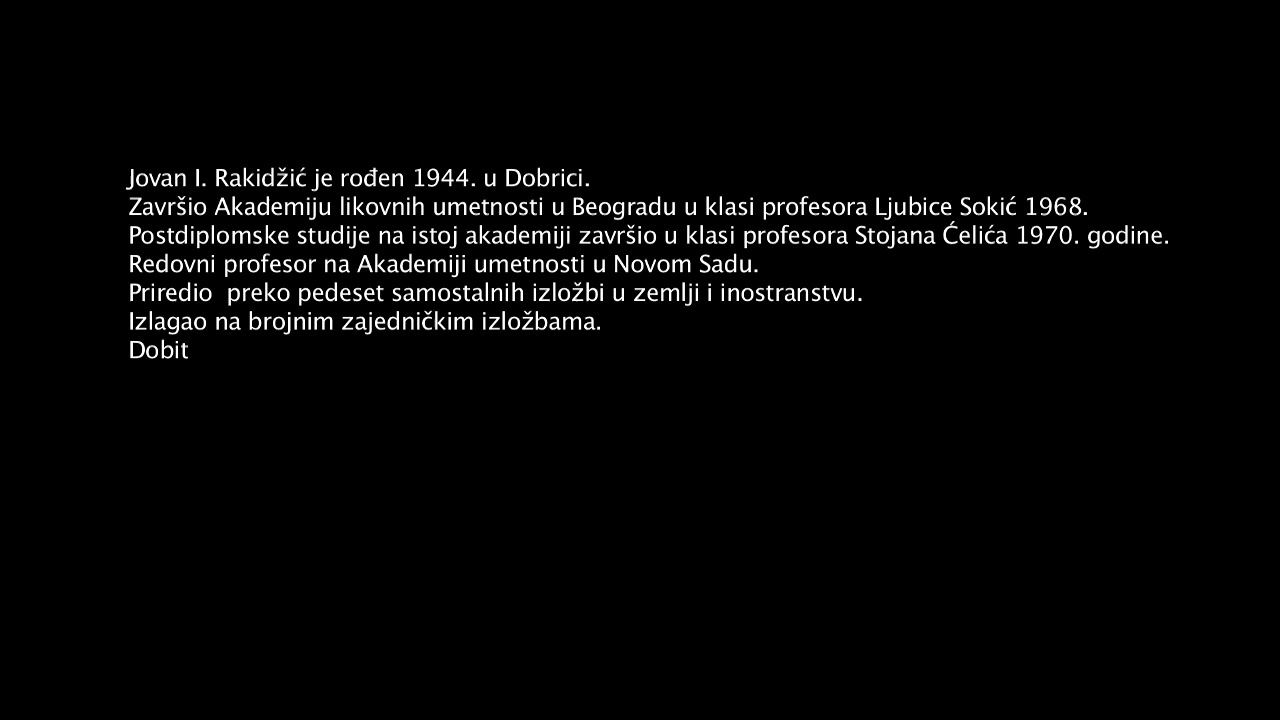 Jovan I. Rakidžić je rođen 1944. u Dobrici.
Završio Akademiju likovnih umetnosti u Beogradu u klasi profesora Ljubice Sokić 1968.
Postdiplomske studije na istoj akademiji završio u klasi profesora Stojana Ćelića 1970. godine.
Redovni profesor na Akademiji umetnosti u Novom Sadu.
Priredio  preko pedeset samostalnih izložbi u zemlji i inostranstvu.
Izlagao na brojnim zajedničkim izložbama.
Dobit